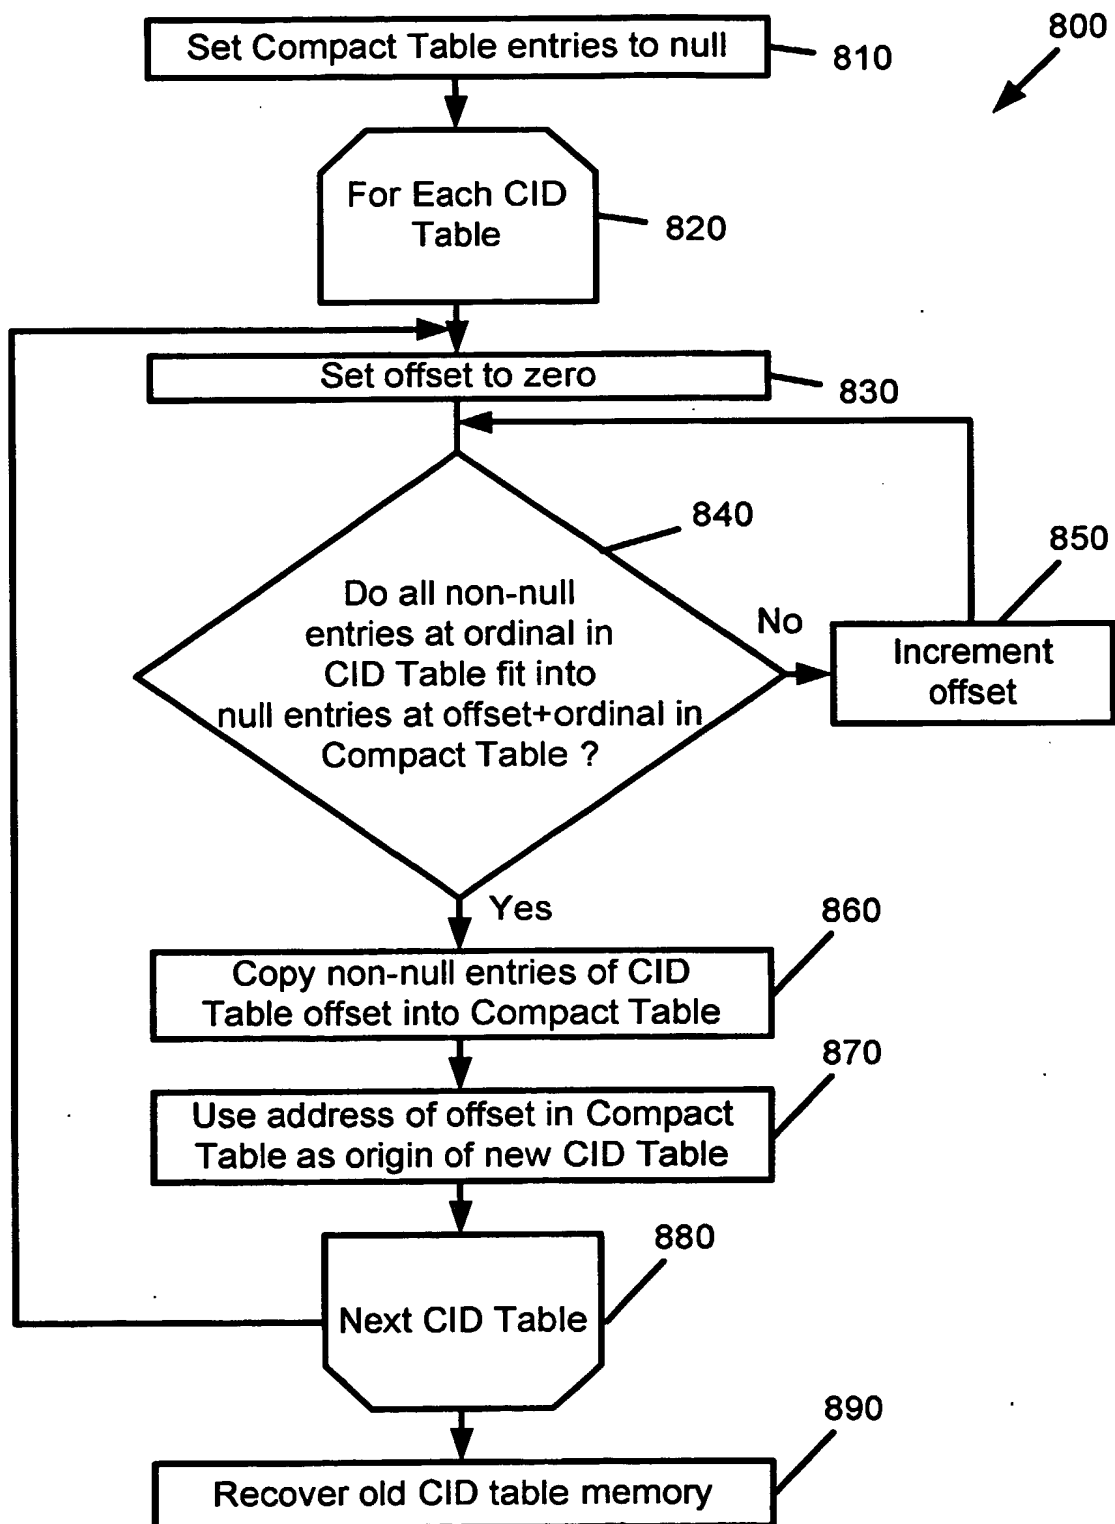 800
Set Compact Table entries to null
810
For Each CID
Table
820
Set offset to zero
830
840
Do all non-null
entries at ordinal in
CID Table fit into
null entries at offset+ordinal in
Compact Table ?
No
850
Increment
offset
Yes
860
Copy non-null entries of CID
Table offset into Compact Table
870
Use address of offset in Compact
Table as origin of new CID Table
880
Next CID Table
890
Recover old CID table memory